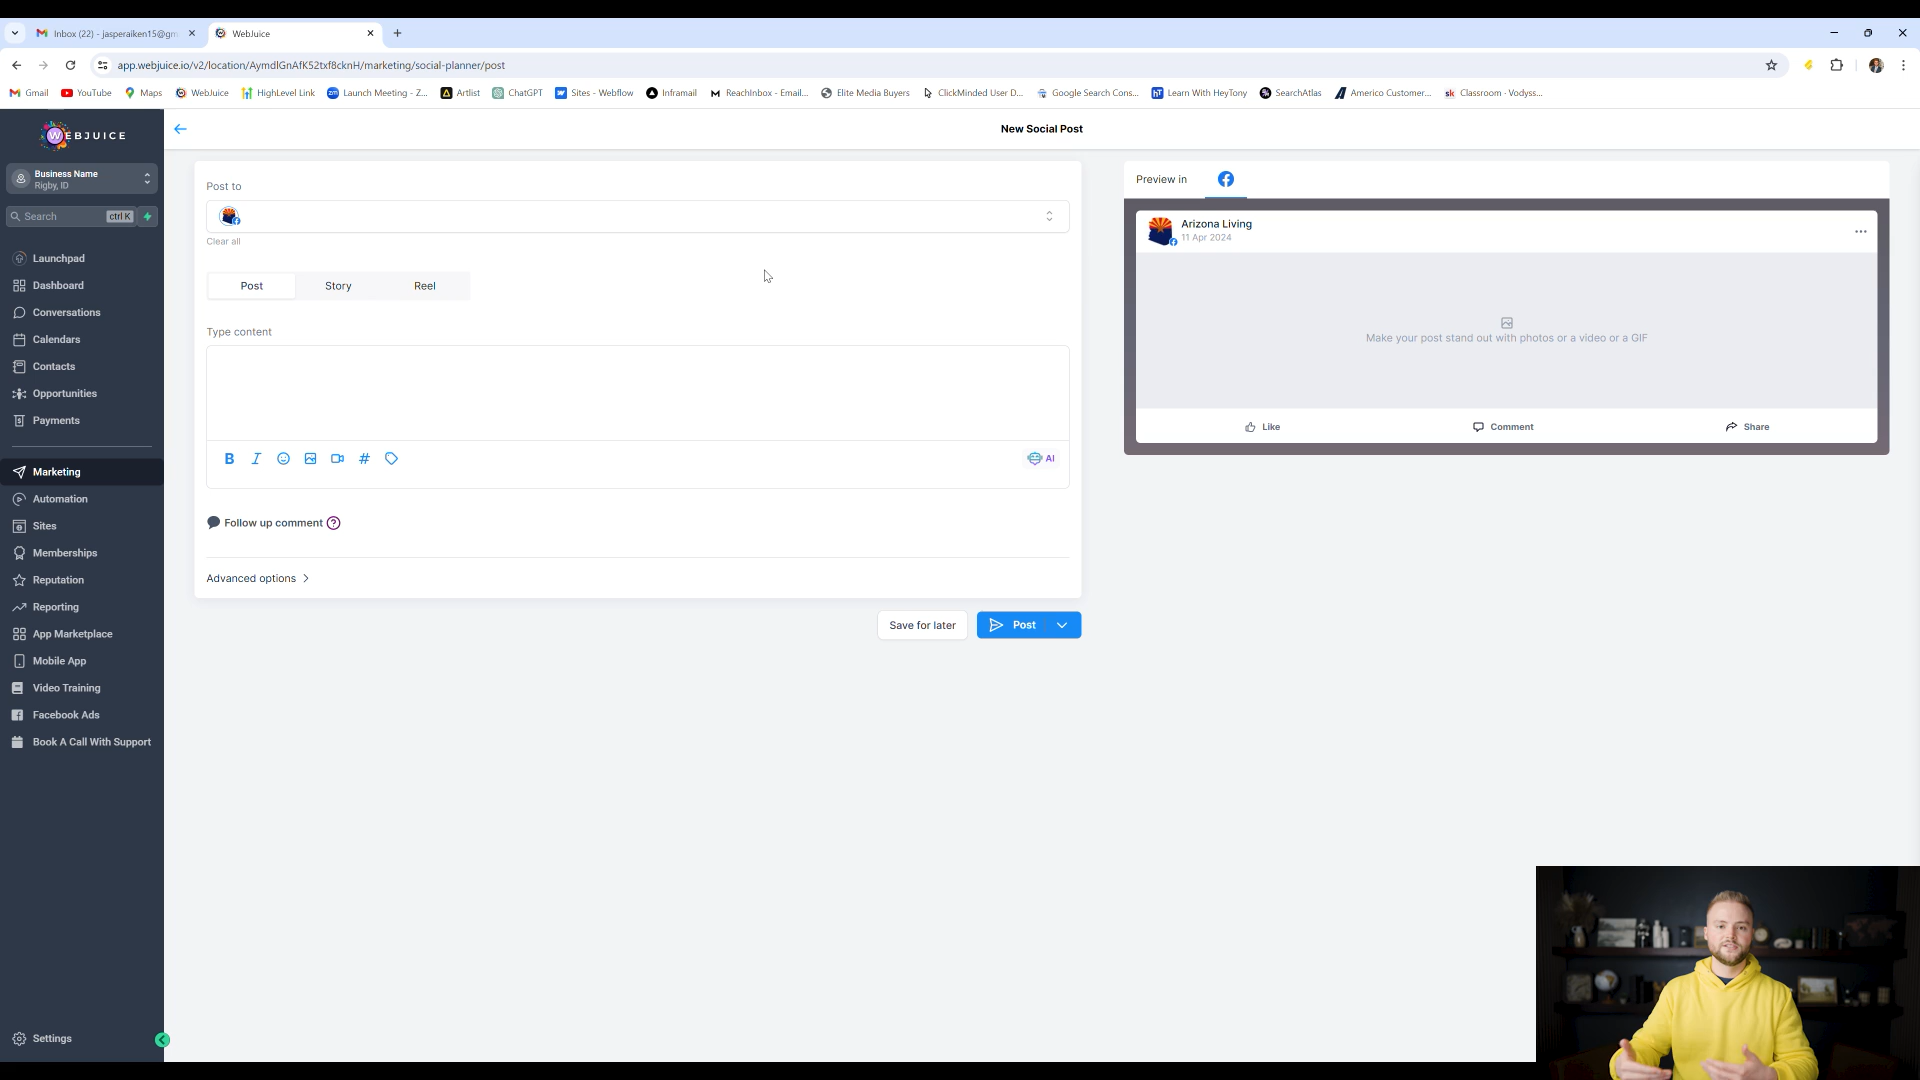 Inbox (22) - jasperaiken15@gm
WebJuice
app.webjuice.io/v2/location/AymdlGnAfK52txf8cknH/marketing/social-planner/post
Gmail
YouTube
Maps
WebJuice
HighLevel Link
Launch Meeting - Z...
Artlist
ChatGPT
Sites - Webflow
Inframail
ReachInbox - Email...
Elite Media Buyers
ClickMinded User D...
Google Search Cons...
Learn With HeyTony
SearchAtlas
Americo Customer...
Classroom - Vodyss...
WEBJUICE
Business Name
Rigby, ID
Search
ctrl K
Launchpad
Dashboard
Conversations
Calendars
Contacts
Opportunities
Payments
Marketing
Automation
Sites
Memberships
Reputation
Reporting
App Marketplace
Mobile App
Video Training
Facebook Ads
Book A Call With Support
Settings
New Social Post
Post to
Clear all
Post
Story
Reel
Type content
B
I
#
AI
Follow up comment ?
Advanced options >
Save for later
Post
Preview in
Arizona Living
11 Apr 2024
Make your post stand out with photos or a video or a GIF
Like
Comment
Share